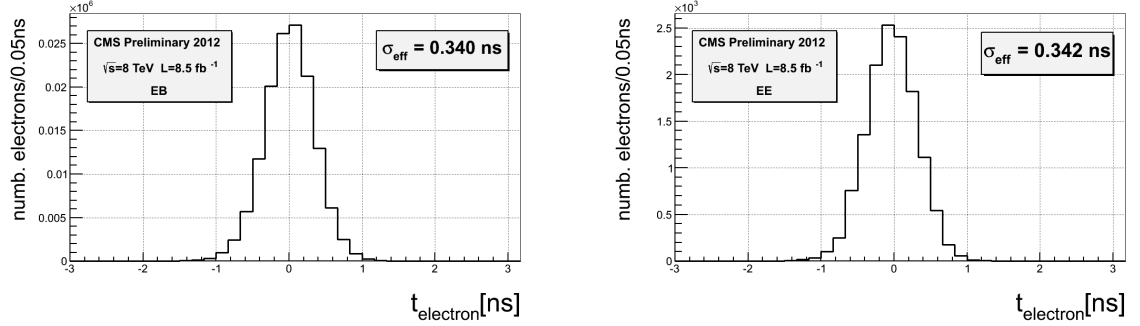 ×10⁶
numb. electrons/0.05ns
0.025
0.02
0.015
0.01
0.005
0
CMS Preliminary 2012
√s=8 TeV L=8.5 fb⁻¹
EB
σeff = 0.340 ns
-3 -2 -1 0 1 2 3
telectron[ns]
×10³
numb. electrons/0.05ns
2.5
2
1.5
1
0.5
0
CMS Preliminary 2012
√s=8 TeV L=8.5 fb⁻¹
EE
σeff = 0.342 ns
-3 -2 -1 0 1 2 3
telectron[ns]